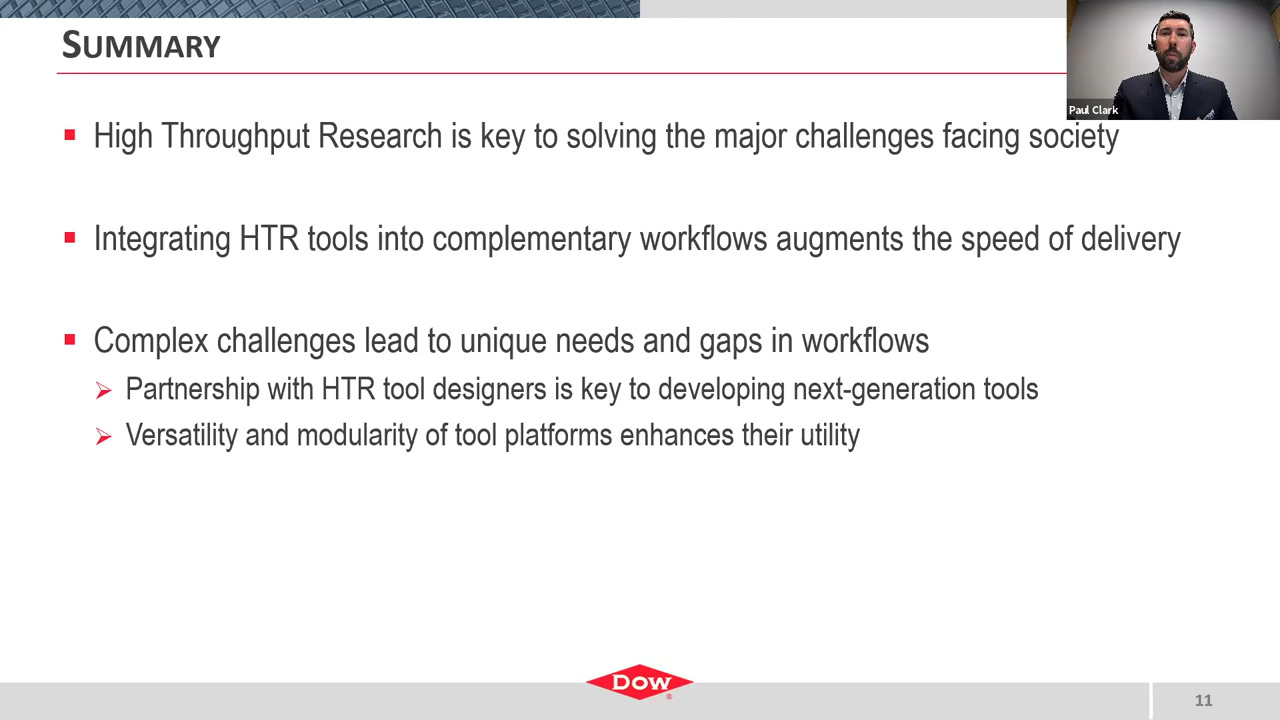 SUMMARY
Paul Clark
High Throughput Research is key to solving the major challenges facing society
Integrating HTR tools into complementary workflows augments the speed of delivery
Complex challenges lead to unique needs and gaps in workflows
Partnership with HTR tool designers is key to developing next-generation tools
Versatility and modularity of tool platforms enhances their utility
DOW
®
11